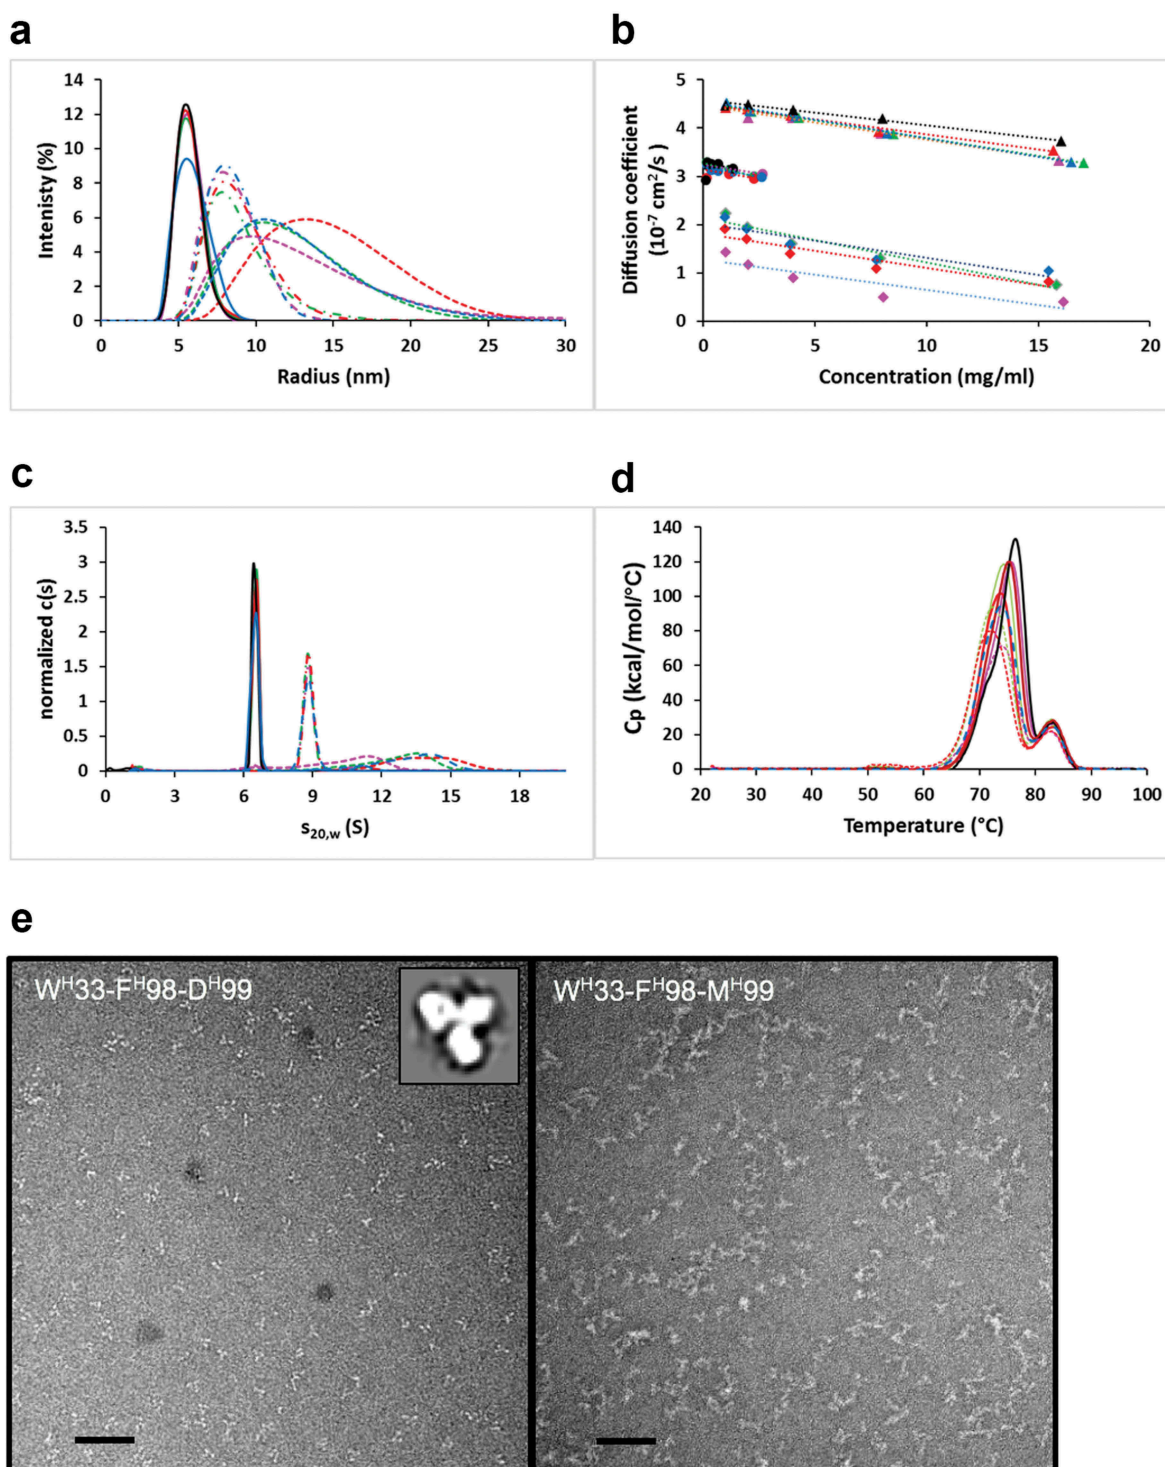 a
b
14
12
10
8
6
4
2
0
Intenisty (%)
0 5 10 15 20 25 30
Radius (nm)
5
4
3
2
1
0
Diffusion coefficient
(10⁻⁷ cm²/s)
0 5 10 15 20
Concentration (mg/ml)
c
d
3.5
3
2.5
2
1.5
1
0.5
0
normalized c(s)
0 3 6 9 12 15 18
s₂₀,w (S)
140
120
100
80
60
40
20
0
Cp (kcal/mol/°C)
20 30 40 50 60 70 80 90 100
Temperature (°C)
e
Wᴴ33-Fᴴ98-Dᴴ99
Wᴴ33-Fᴴ98-Mᴴ99